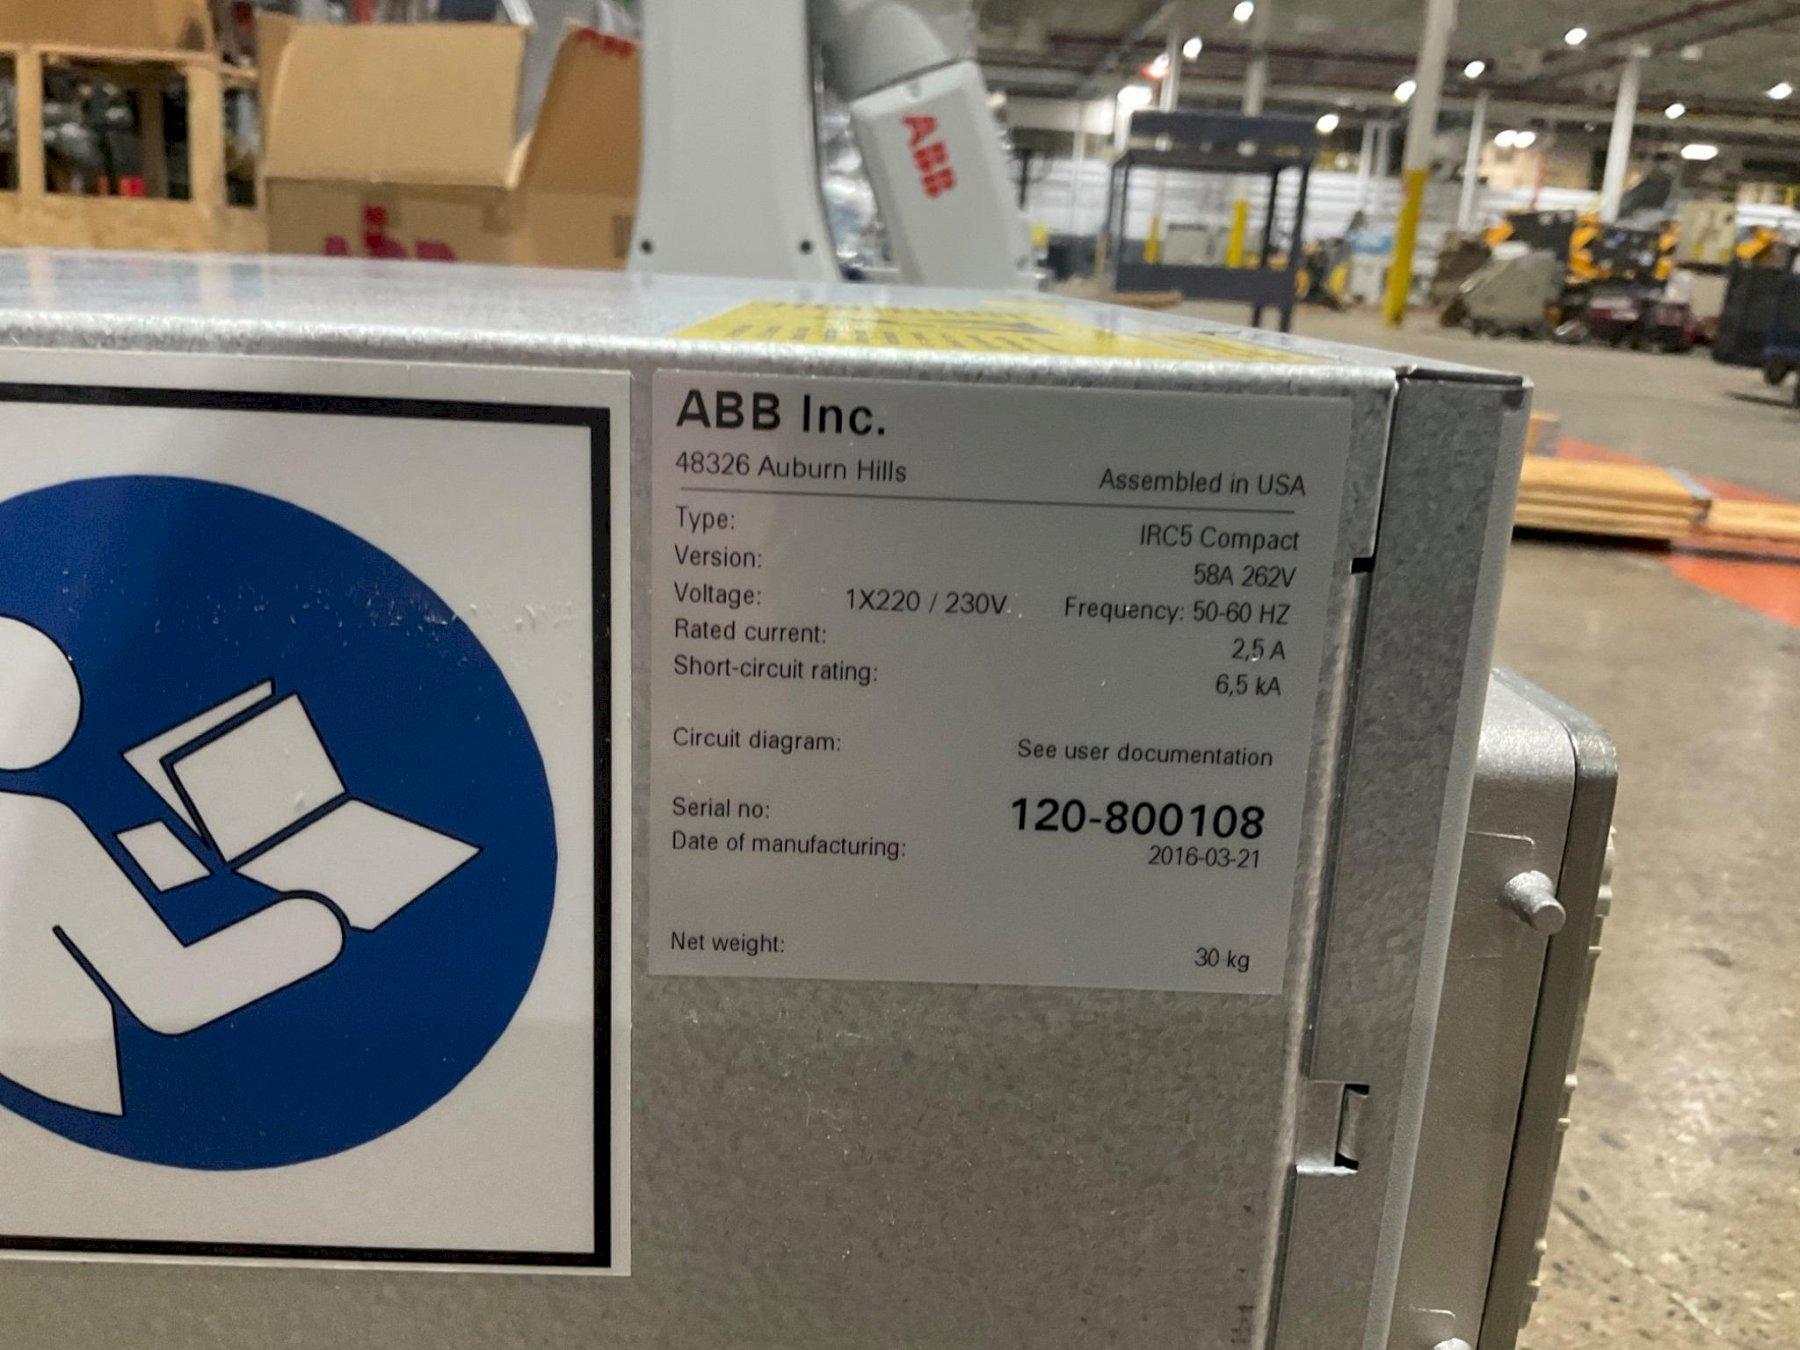 ABB
ABB
ABB Inc.
48326 Auburn Hills
Assembled in USA
Type: IRC5 Compact
Version: 58A 262V
Voltage: 1X220 / 230V Frequency: 50-60 HZ
Rated current: 2,5 A
Short-circuit rating: 6,5 kA
Circuit diagram: See user documentation
Serial no: 120-800108
Date of manufacturing: 2016-03-21
Net weight: 30 kg